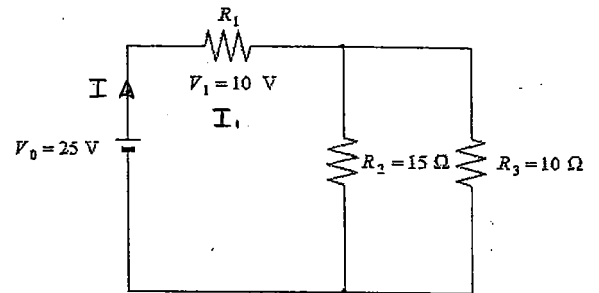 R₁
I
V₁ = 10 V
I₁
V₀ = 25 V
R₂ = 15 Ω
R₃ = 10 Ω